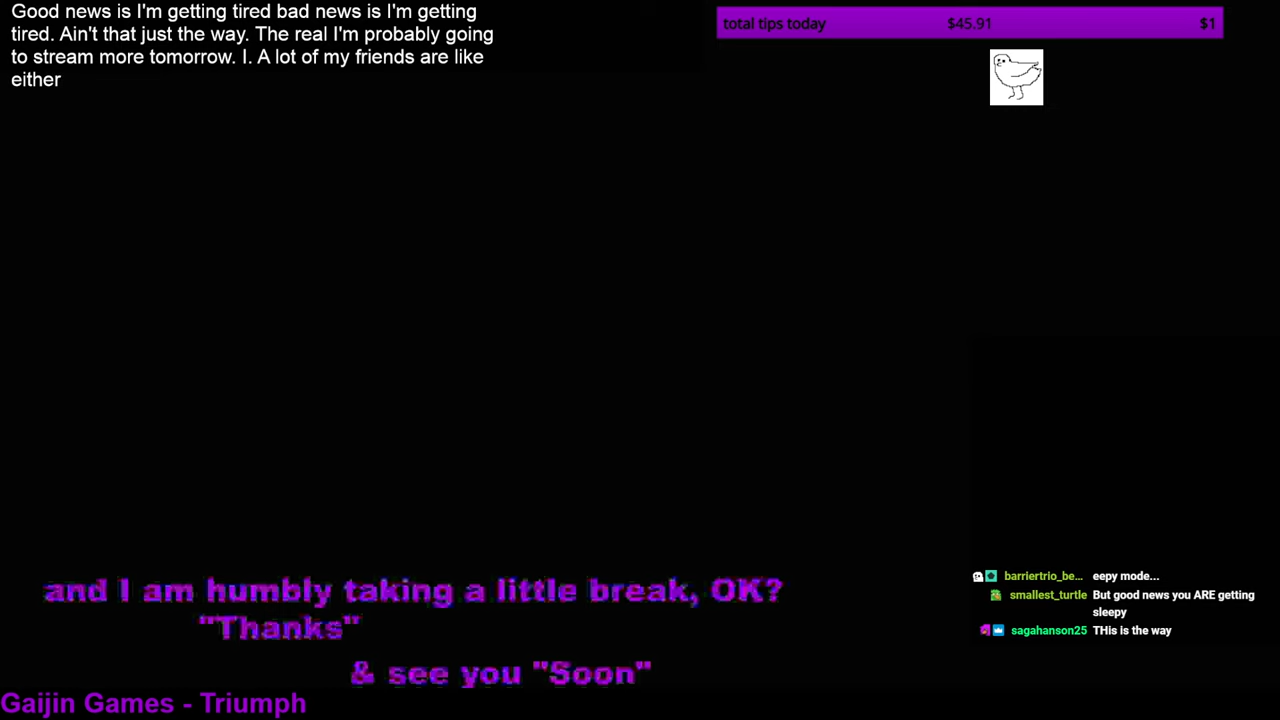 Good news is I'm getting tired bad news is I'm getting
tired. Ain't that just the way. The real I'm probably going
to stream more tomorrow. I. A lot of my friends are like
either
total tips today $45.91 $1
barriertrio_be... eepy mode...
smallest_turtle But good news you ARE getting
sleepy
sagahanson25 THis is the way
and I am humbly taking a little break, OK?
"Thanks"
& see you "Soon"
Gaijin Games - Triumph